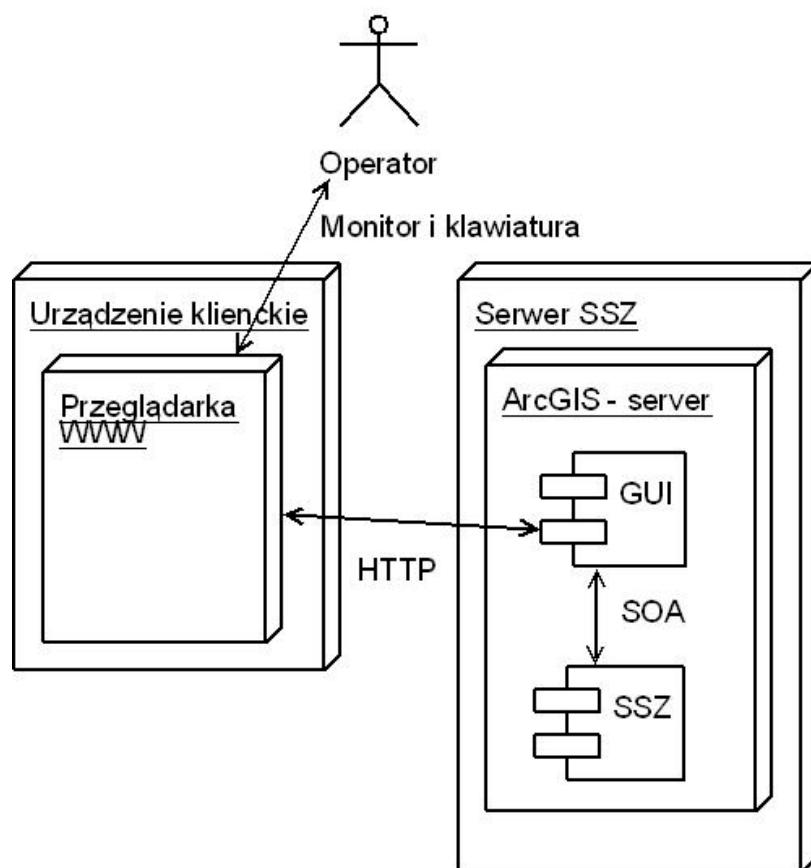 Operator
Monitor i klawiatura
Urządzenie klienckie
Przeglądarka
WWW
HTTP
Serwer SSZ
ArcGIS - server
GUI
SOA
SSZ